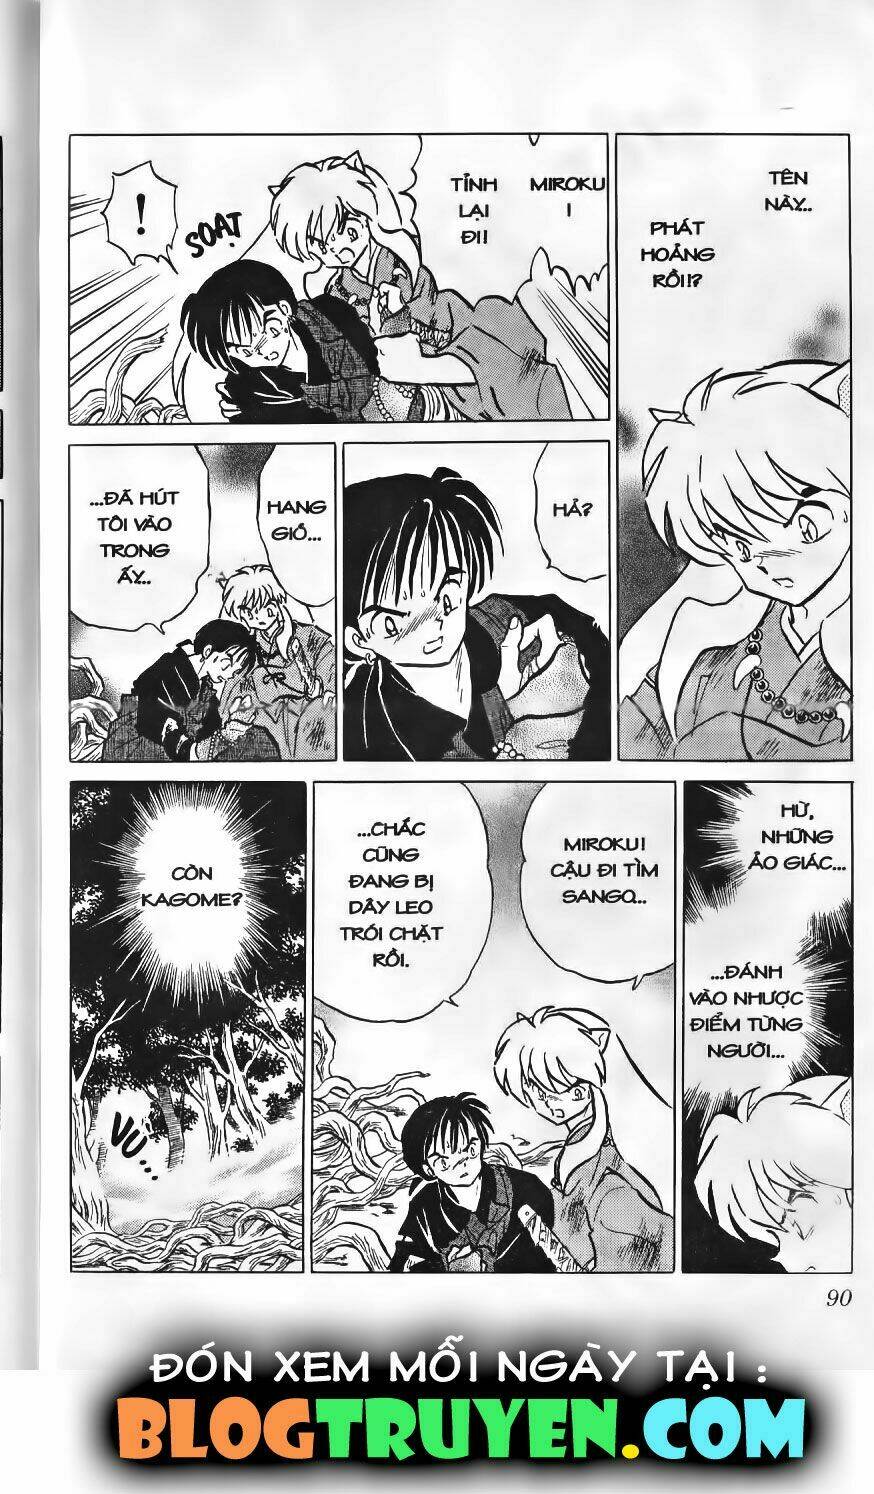 TÊN
NÀY...
PHÁT
HOẢNG
RỒI!?
MIROKU
!
TỈNH
LẠI
ĐI!
SOẠT
!
HẢ?
HANG
GIÓ...
...ĐÃ HÚT
TÔI VÀO
TRONG
ẤY...
HỪ,
NHỮNG
ẢO GIÁC...
...ĐÁNH
VÀO NHƯỢC
ĐIỂM TỪNG
NGƯỜI...
MIROKU!
CẬU ĐI TÌM
SANGO...
...CHẮC
CŨNG
ĐANG BỊ
DÂY LEO
TRÓI CHẶT
RỒI.
CÒN
KAGOME?
VÙ...
90
ĐÓN XEM MỖI NGÀY TẠI :
BLOGTRUYEN.COM